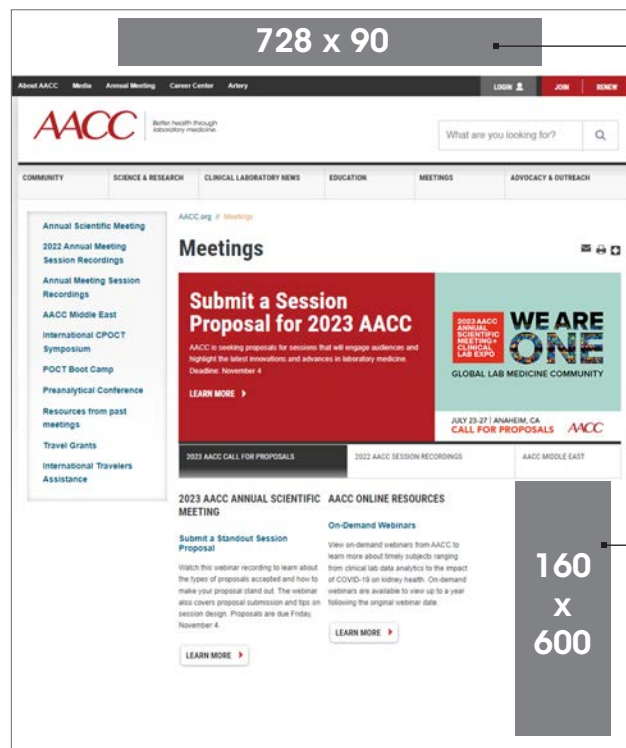 728 x 90
About AACC Media Annual Meeting Career Center Artery LOGIN JOIN RENEW
AACC Better health through
laboratory medicine.
What are you looking for?
COMMUNITY SCIENCE & RESEARCH CLINICAL LABORATORY NEWS EDUCATION MEETINGS ADVOCACY & OUTREACH
Annual Scientific Meeting
2022 Annual Meeting
Session Recordings
Annual Meeting Session
Recordings
AACC Middle East
International CPOCT
Symposium
POCT Boot Camp
Preanalytical Conference
Resources from past
meetings
Travel Grants
International Travelers
Assistance
AACC.org // Meetings
Meetings
Submit a Session
Proposal for 2023 AACC
AACC is seeking proposals for sessions that will engage audiences and
highlight the latest innovations and advances in laboratory medicine.
Deadline: November 4
LEARN MORE
2023 AACC
ANNUAL
SCIENTIFIC
MEETING+
CLINICAL
LAB EXPO
WE ARE
ONE
GLOBAL LAB MEDICINE COMMUNITY
JULY 23-27 | ANAHEIM, CA
CALL FOR PROPOSALS AACC
2023 AACC CALL FOR PROPOSALS 2022 AACC SESSION RECORDINGS AACC MIDDLE EAST
2023 AACC ANNUAL SCIENTIFIC
MEETING
Submit a Standout Session
Proposal
Watch this webinar recording to learn about
the types of proposals accepted and how to
make your proposal stand out. The webinar
also covers proposal submission and tips on
session design. Proposals are due Friday,
November 4.
LEARN MORE
AACC ONLINE RESOURCES
On-Demand Webinars
View on-demand webinars from AACC to
learn more about timely subjects ranging
from clinical lab data analytics to the impact
of COVID-19 on kidney health. On-demand
webinars are available to view up to a year
following the original webinar date.
LEARN MORE
160
x
600